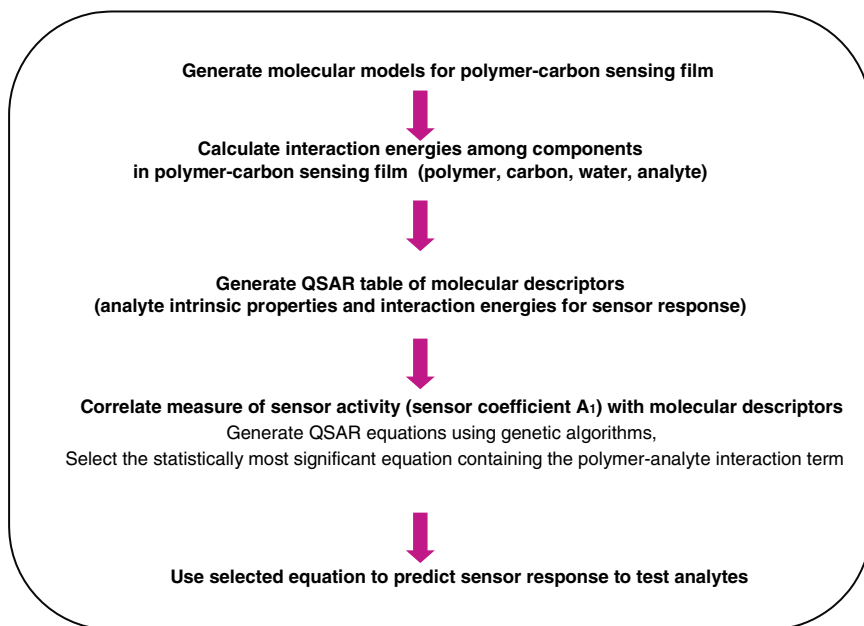 Generate molecular models for polymer-carbon sensing film
Calculate interaction energies among components
in polymer-carbon sensing film (polymer, carbon, water, analyte)
Generate QSAR table of molecular descriptors
(analyte intrinsic properties and interaction energies for sensor response)
Correlate measure of sensor activity (sensor coefficient A₁) with molecular descriptors
Generate QSAR equations using genetic algorithms,
Select the statistically most significant equation containing the polymer-analyte interaction term
Use selected equation to predict sensor response to test analytes